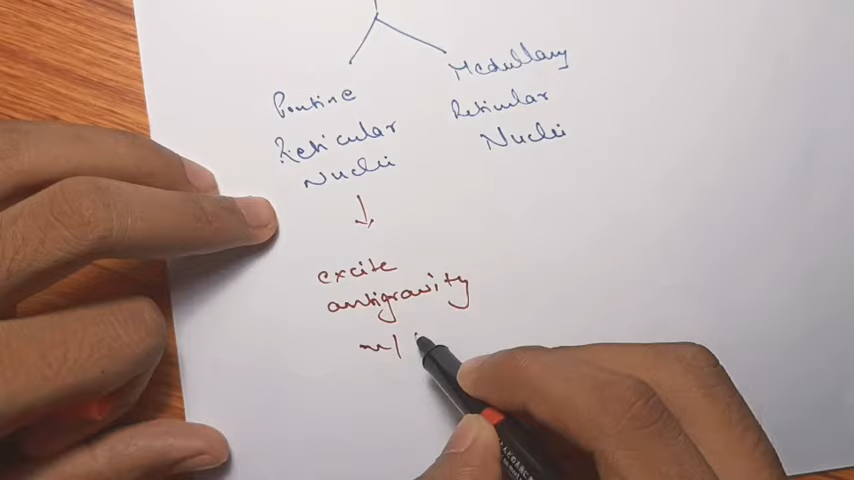 Pontine
Reticular
Nuclei
Medullary
Reticular
Nuclei
excite
antigravity
m/